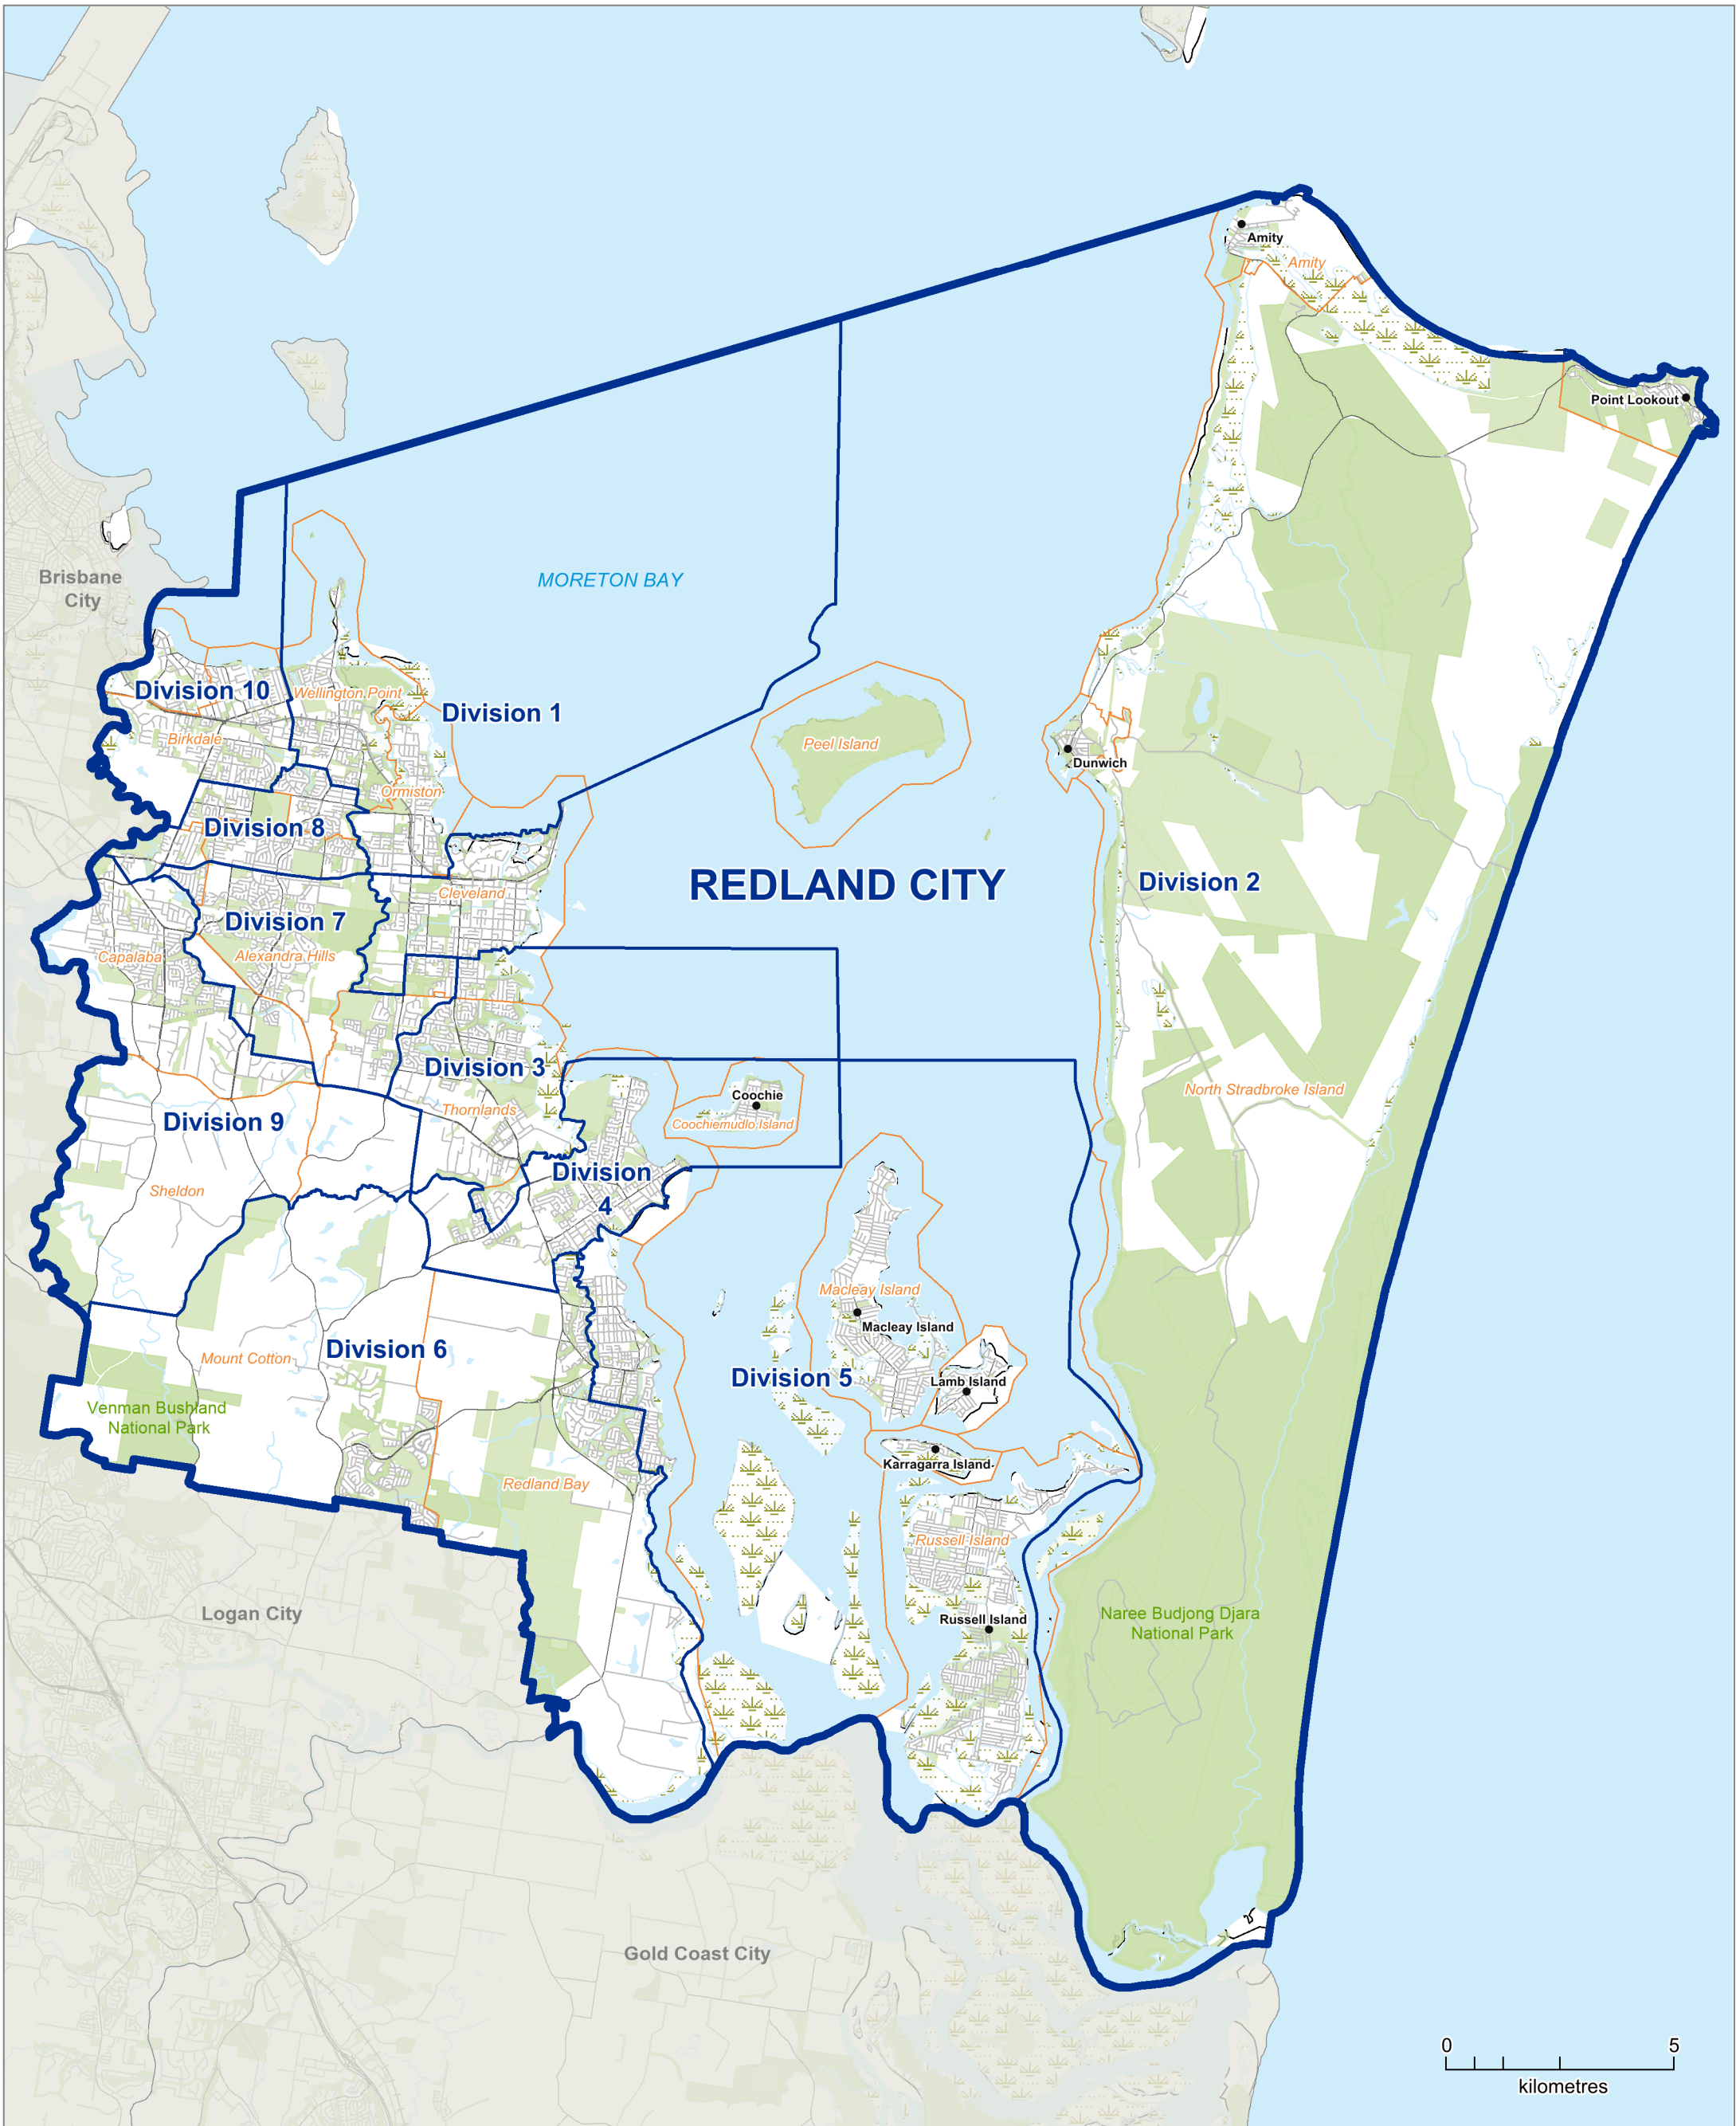 Amity
Amity
Point Lookout
Brisbane
City
MORETON BAY
Division 10
Wellington Point
Division 1
Birkdale
Peel Island
Dunwich
Ormiston
Division 8
REDLAND CITY
Division 2
Cleveland
Division 7
Capalaba
Alexandra Hills
Division 3
North Stradbroke Island
Coochie
Thornlands
Coochiemudlo Island
Division 9
Division
4
Sheldon
Macleay Island
Macleay Island
Division 6
Mount Cotton
Division 5
Lamb Island
Venman Bushland
National Park
Karragarra Island
Redland Bay
Russell Island
Logan City
Russell Island
Naree Budjong Djara
National Park
Gold Coast City
0 5
kilometres